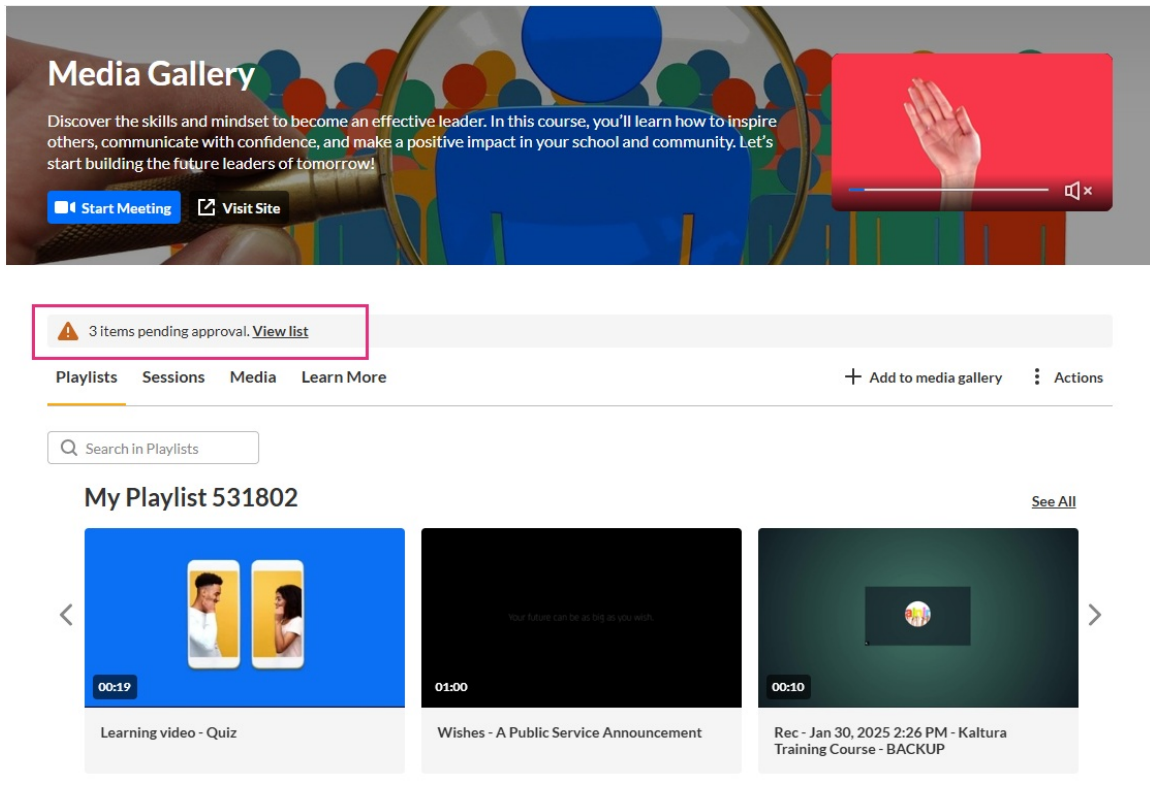 Media Gallery
Discover the skills and mindset to become an effective leader. In this course, you'll learn how to inspire
others, communicate with confidence, and make a positive impact in your school and community. Let's
start building the future leaders of tomorrow!
Start Meeting Visit Site
3 items pending approval. View list
Playlists Sessions Media Learn More + Add to media gallery Actions
Search in Playlists
My Playlist 531802 See All
Your future can be as big as you wish.
00:19 01:00 00:10
Learning video - Quiz Wishes - A Public Service Announcement Rec - Jan 30, 2025 2:26 PM - Kaltura
Training Course - BACKUP